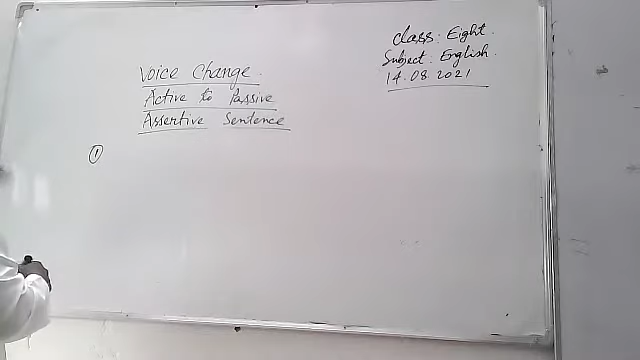 Class: Eight.
Subject: English.
14.08.2021
Voice Change.
Active to Passive
Assertive Sentence
①